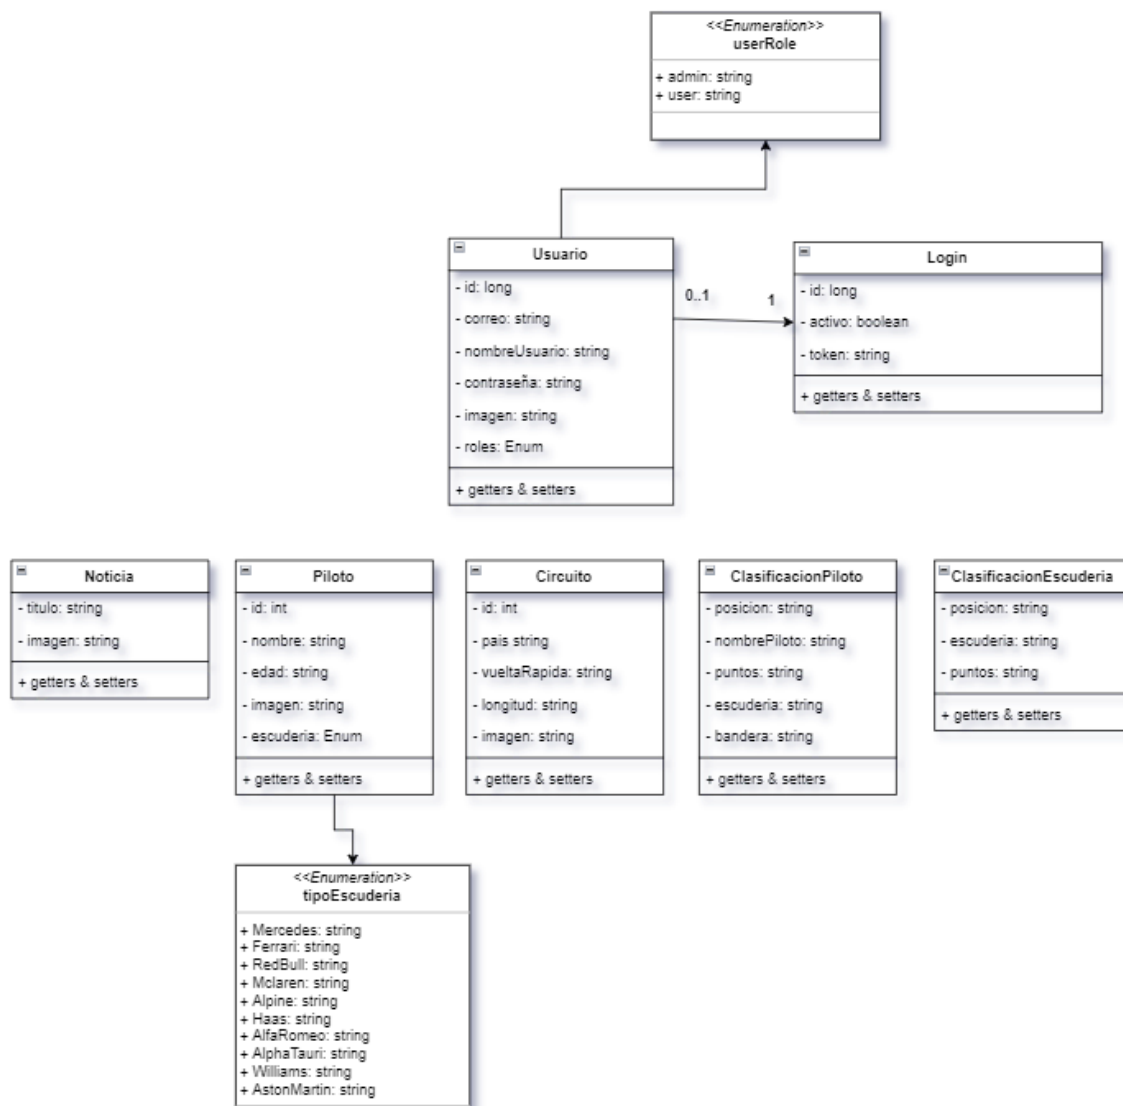 <<Enumeration>>
userRole
+ admin: string
+ user: string
Usuario
- id: long
- correo: string
- nombreUsuario: string
- contraseña: string
- imagen: string
- roles: Enum
+ getters & setters
0..1
1
Login
- id: long
- activo: boolean
- token: string
+ getters & setters
Noticia
- titulo: string
- imagen: string
+ getters & setters
Piloto
- id: int
- nombre: string
- edad: string
- imagen: string
- escuderia: Enum
+ getters & setters
Circuito
- id: int
- pais string
- vueltaRapida: string
- longitud: string
- imagen: string
+ getters & setters
ClasificacionPiloto
- posicion: string
- nombrePiloto: string
- puntos: string
- escuderia: string
- bandera: string
+ getters & setters
ClasificacionEscuderia
- posicion: string
- escuderia: string
- puntos: string
+ getters & setters
<<Enumeration>>
tipoEscuderia
+ Mercedes: string
+ Ferrari: string
+ RedBull: string
+ Mclaren: string
+ Alpine: string
+ Haas: string
+ AlfaRomeo: string
+ AlphaTauri: string
+ Williams: string
+ AstonMartin: string